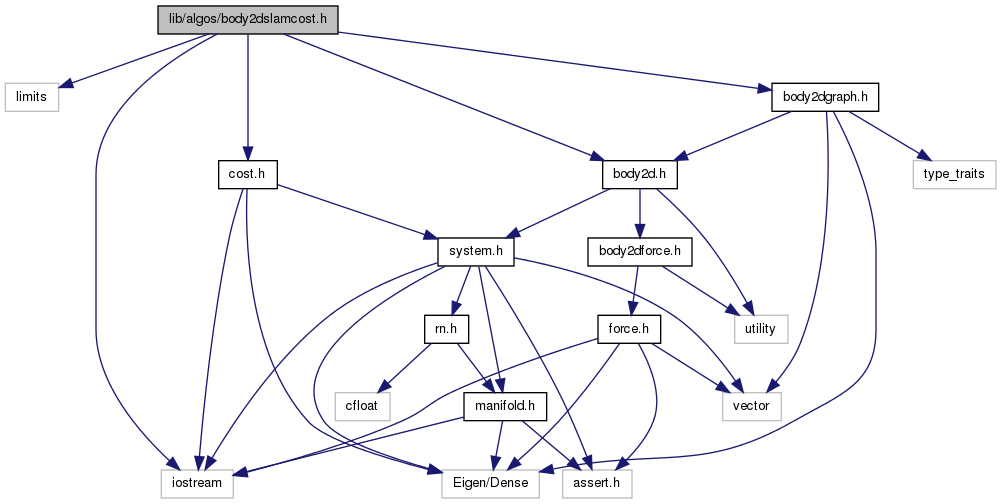 lib/algos/body2dslamcost.h
limits
body2dgraph.h
cost.h
body2d.h
type_traits
system.h
body2dforce.h
rn.h
force.h
utility
cfloat
manifold.h
vector
iostream
Eigen/Dense
assert.h